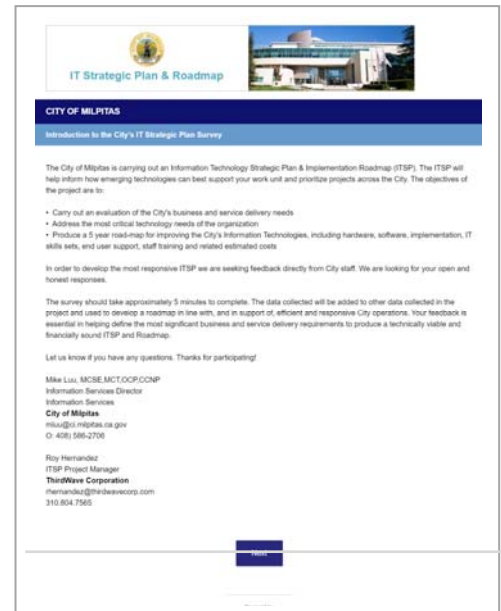 IT Strategic Plan & Roadmap
CITY OF MILPITAS
Introduction to the City's IT Strategic Plan Survey
The City of Milpitas is carrying out an Information Technology Strategic Plan & Implementation Roadmap (ITSP). The ITSP will
help inform how emerging technologies can best support your work unit and prioritize projects across the City. The objectives of
the project are to:
• Carry out an evaluation of the City's business and service delivery needs
• Address the most critical technology needs of the organization
• Produce a 5 year road-map for improving the City's Information Technologies, including hardware, software, implementation, IT
skills sets, end user support, staff training and related estimated costs
In order to develop the most responsive ITSP we are seeking feedback directly from City staff. We are looking for your open and
honest responses.
The survey should take approximately 5 minutes to complete. The data collected will be added to other data collected in the
project and used to develop a roadmap in line with, and in support of, efficient and responsive City operations. Your feedback is
essential in helping define the most significant business and service delivery requirements to produce a technically viable and
financially sound ITSP and Roadmap.
Let us know if you have any questions. Thanks for participating!
Mike Luu, MCSE,MCT,OCP,CCNP
Information Services Director
Information Services
City of Milpitas
mluu@ci.milpitas.ca.gov
O: 408) 586-2706
Roy Hernandez
ITSP Project Manager
ThirdWave Corporation
rhernandez@thirdwavecorp.com
310.804.7565
Next